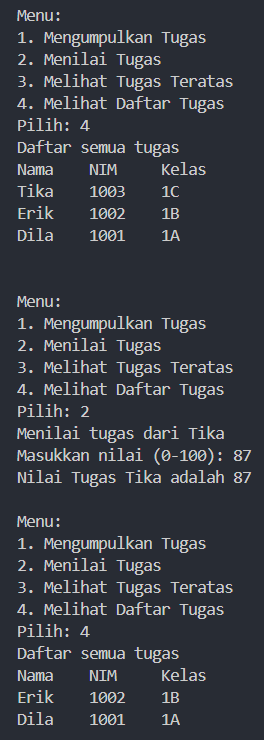 Menu:
1. Mengumpulkan Tugas
2. Menilai Tugas
3. Melihat Tugas Teratas
4. Melihat Daftar Tugas
Pilih: 4
Daftar semua tugas
Nama NIM Kelas
Tika 1003 1C
Erik 1002 1B
Dila 1001 1A
Menu:
1. Mengumpulkan Tugas
2. Menilai Tugas
3. Melihat Tugas Teratas
4. Melihat Daftar Tugas
Pilih: 2
Menilai tugas dari Tika
Masukkan nilai (0-100): 87
Nilai Tugas Tika adalah 87
Menu:
1. Mengumpulkan Tugas
2. Menilai Tugas
3. Melihat Tugas Teratas
4. Melihat Daftar Tugas
Pilih: 4
Daftar semua tugas
Nama NIM Kelas
Erik 1002 1B
Dila 1001 1A